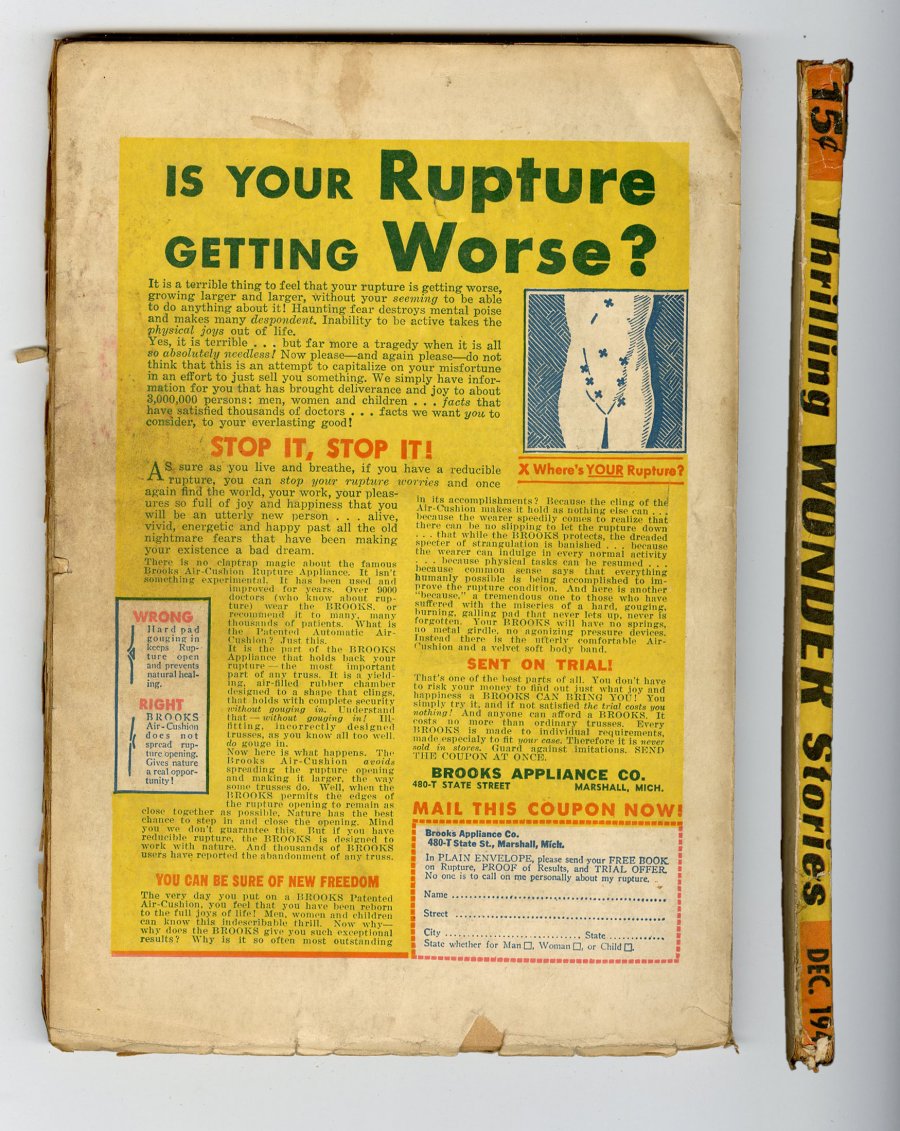 IS YOUR Rupture
GETTING Worse?
It is a terrible thing to feel that your rupture is getting worse,
growing larger and larger, without your seeming to be able
to do anything about it! Haunting fear destroys mental poise
and makes many despondent. Inability to be active takes the
physical joys out of life.
Yes, it is terrible . . . but far more a tragedy when it is all
so absolutely needless! Now please—and again please—do not
think that this is an attempt to capitalize on your misfortune
in an effort to just sell you something. We simply have infor-
mation for you that has brought deliverance and joy to about
3,000,000 persons: men, women and children . . . facts that
have satisfied thousands of doctors . . . facts we want you to
consider, to your everlasting good!
X Where's YOUR Rupture?
STOP IT, STOP IT!
AS sure as you live and breathe, if you have a reducible
rupture, you can stop your rupture worries and once
again find the world, your work, your pleas-
ures so full of joy and happiness that you
will be an utterly new person . . . alive,
vivid, energetic and happy past all the old
nightmare fears that have been making
your existence a bad dream.
There is no claptrap magic about the famous
Brooks Air-Cushion Rupture Appliance. It isn't
something experimental. It has been used and
improved for years. Over 9000
doctors (who know about rup-
ture) wear the BROOKS, or
recommend it to many, many
thousands of patients. What is
the Patented Automatic Air-
Cushion? Just this.
It is the part of the BROOKS
Appliance that holds back your
rupture — the most important
part of any truss. It is a yield-
ing, air-filled rubber chamber
designed to a shape that clings,
that holds with complete security
without gouging in. Understand
that — without gouging in! Ill-
fitting, incorrectly designed
trusses, as you know all too well,
do gouge in.
Now here is what happens. The
Brooks Air-Cushion avoids
spreading the rupture opening
and making it larger, the way
some trusses do. Well, when the
BROOKS permits the edges of
the rupture opening to remain as
close together as possible, Nature has the best
chance to step in and close the opening. Mind
you we don't guarantee this. But if you have
reducible rupture, the BROOKS is designed to
work with nature. And thousands of BROOKS
users have reported the abandonment of any truss.
WRONG
Hard pad
gouging in
keeps Rup-
ture open
and prevents
natural heal-
ing.
RIGHT
BROOKS
Air-Cushion
does not
spread rup-
ture opening.
Gives nature
a real oppor-
tunity!
YOU CAN BE SURE OF NEW FREEDOM
The very day you put on a BROOKS Patented
Air-Cushion, you feel that you have been reborn
to the full joys of life! Men, women and children
can know this indescribable thrill. Now why—
why does the BROOKS give you such exceptional
results? Why is it so often most outstanding
in its accomplishments? Because the cling of the
Air-Cushion makes it hold as nothing else can . . .
because the wearer speedily comes to realize that
there can be no slipping to let the rupture down
. . . that while the BROOKS protects, the dreaded
specter of strangulation is banished . . . because
the wearer can indulge in every normal activity
. . . because physical tasks can be resumed . . .
because common sense says that everything
humanly possible is being accomplished to im-
prove the rupture condition. And here is another
"because," a tremendous one to those who have
suffered with the miseries of a hard, gouging,
burning, galling pad that never lets up, never is
forgotten. Your BROOKS will have no springs,
no metal girdle, no agonizing pressure devices.
Instead there is the utterly comfortable Air-
Cushion and a velvet soft body band.
SENT ON TRIAL!
That's one of the best parts of all. You don't have
to risk your money to find out just what joy and
happiness a BROOKS CAN BRING YOU!! You
simply try it, and if not satisfied the trial costs you
nothing! And anyone can afford a BROOKS. It
costs no more than ordinary trusses. Every
BROOKS is made to individual requirements,
made especialy to fit your case. Therefore it is never
sold in stores. Guard against imitations. SEND
THE COUPON AT ONCE.
BROOKS APPLIANCE CO.
480-T STATE STREET MARSHALL, MICH.
MAIL THIS COUPON NOW!
Brooks Appliance Co.
480-T State St., Marshall, Mich.
In PLAIN ENVELOPE, please send your FREE BOOK
on Rupture, PROOF of Results, and TRIAL OFFER.
No one is to call on me personally about my rupture.
Name
Street
City State
State whether for Man □, Woman □, or Child □.
15¢ Thrilling WONDER Stories DEC. 194